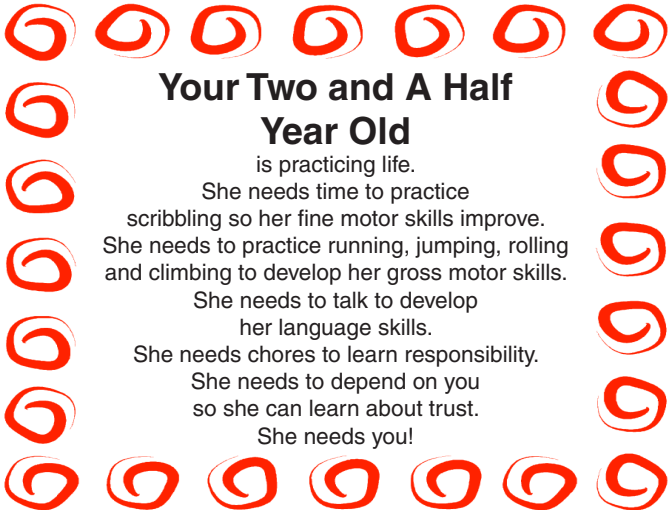 Your Two and A Half
Year Old
is practicing life.
She needs time to practice
scribbling so her fine motor skills improve.
She needs to practice running, jumping, rolling
and climbing to develop her gross motor skills.
She needs to talk to develop
her language skills.
She needs chores to learn responsibility.
She needs to depend on you
so she can learn about trust.
She needs you!